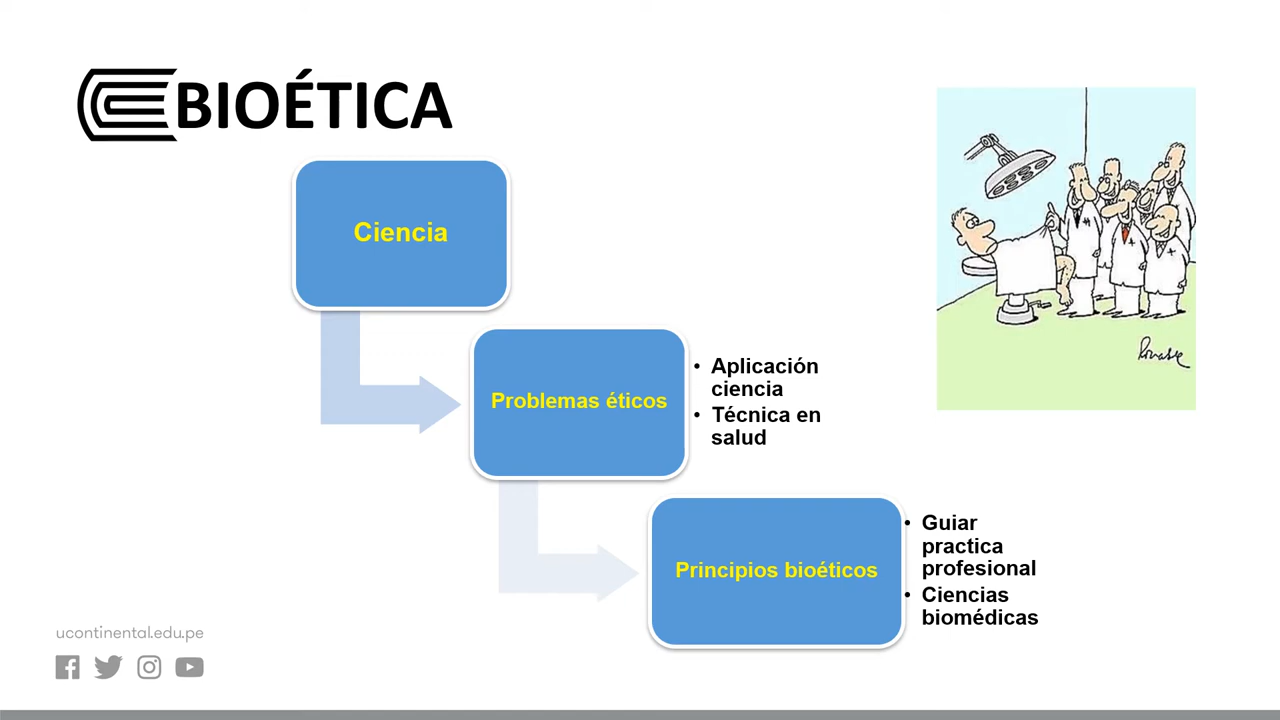 BIOÉTICA
Ciencia
Problemas éticos
• Aplicación
ciencia
• Técnica en
salud
Principios bioéticos
• Guiar
practica
profesional
• Ciencias
biomédicas
ucontinental.edu.pe